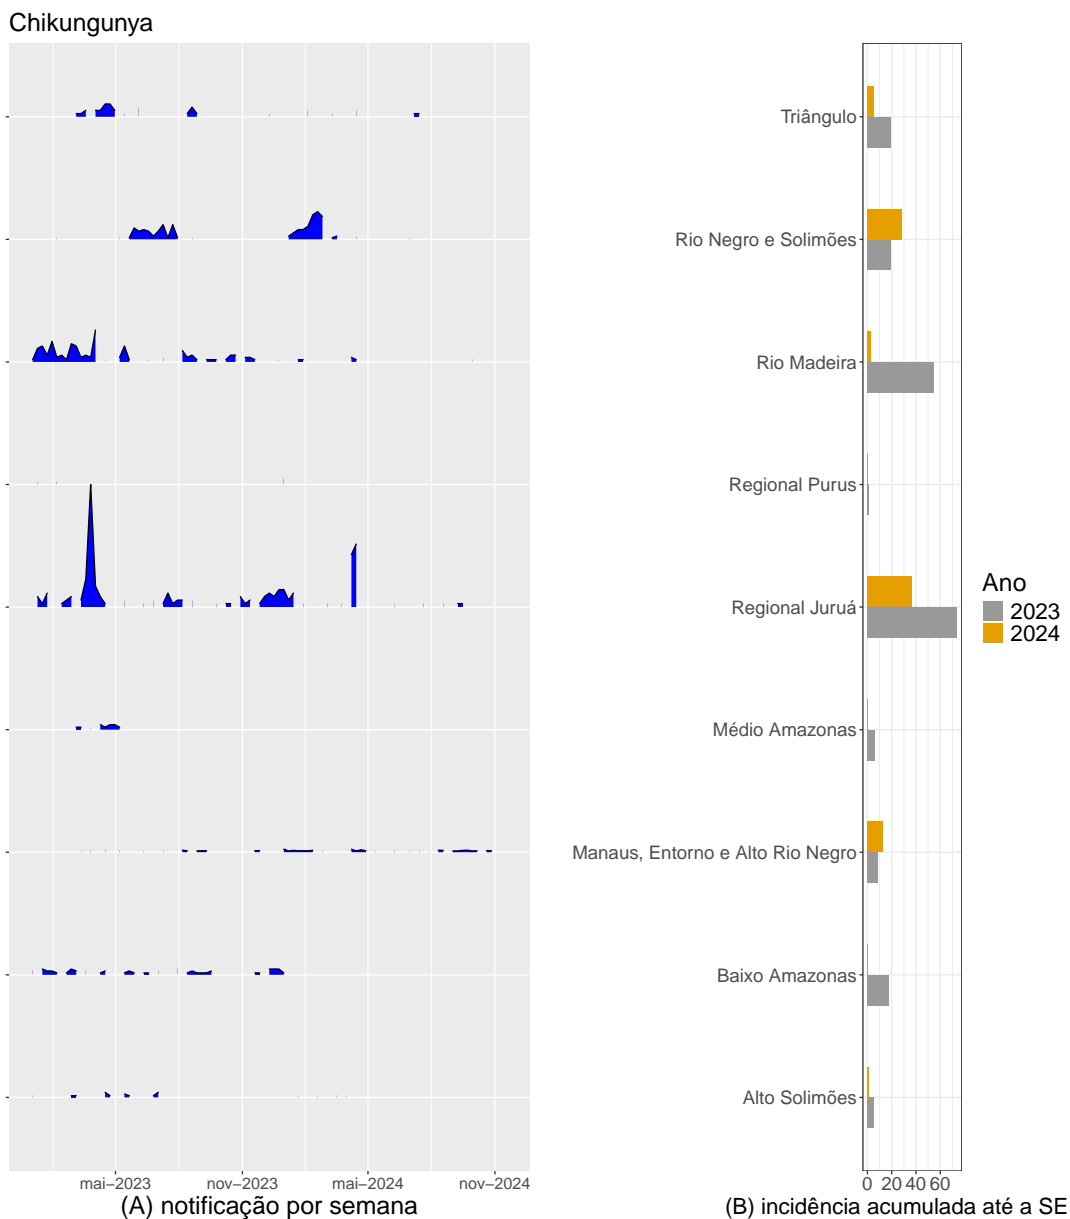 Chikungunya
Triângulo
Rio Negro e Solimões
Rio Madeira
Regional Purus
Regional Juruá
Médio Amazonas
Manaus, Entorno e Alto Rio Negro
Baixo Amazonas
Alto Solimões
Ano
2023
2024
mai–2023 nov–2023 mai–2024 nov–2024
0 20 40 60
(A) notificação por semana
(B) incidência acumulada até a SE